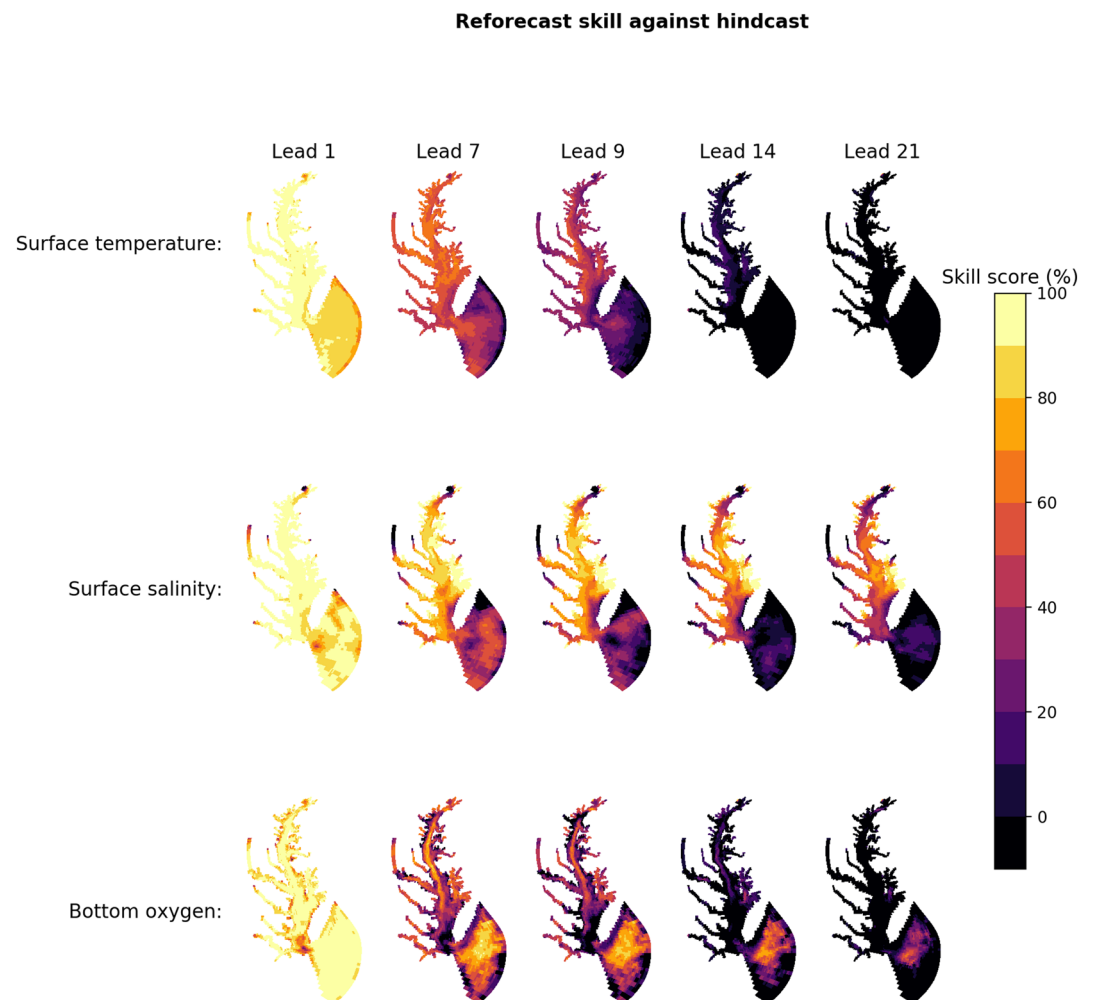 Reforecast skill against hindcast
Lead 1
Lead 7
Lead 9
Lead 14
Lead 21
Surface temperature:
Skill score (%)
100
80
60
40
20
0
Surface salinity:
Bottom oxygen: